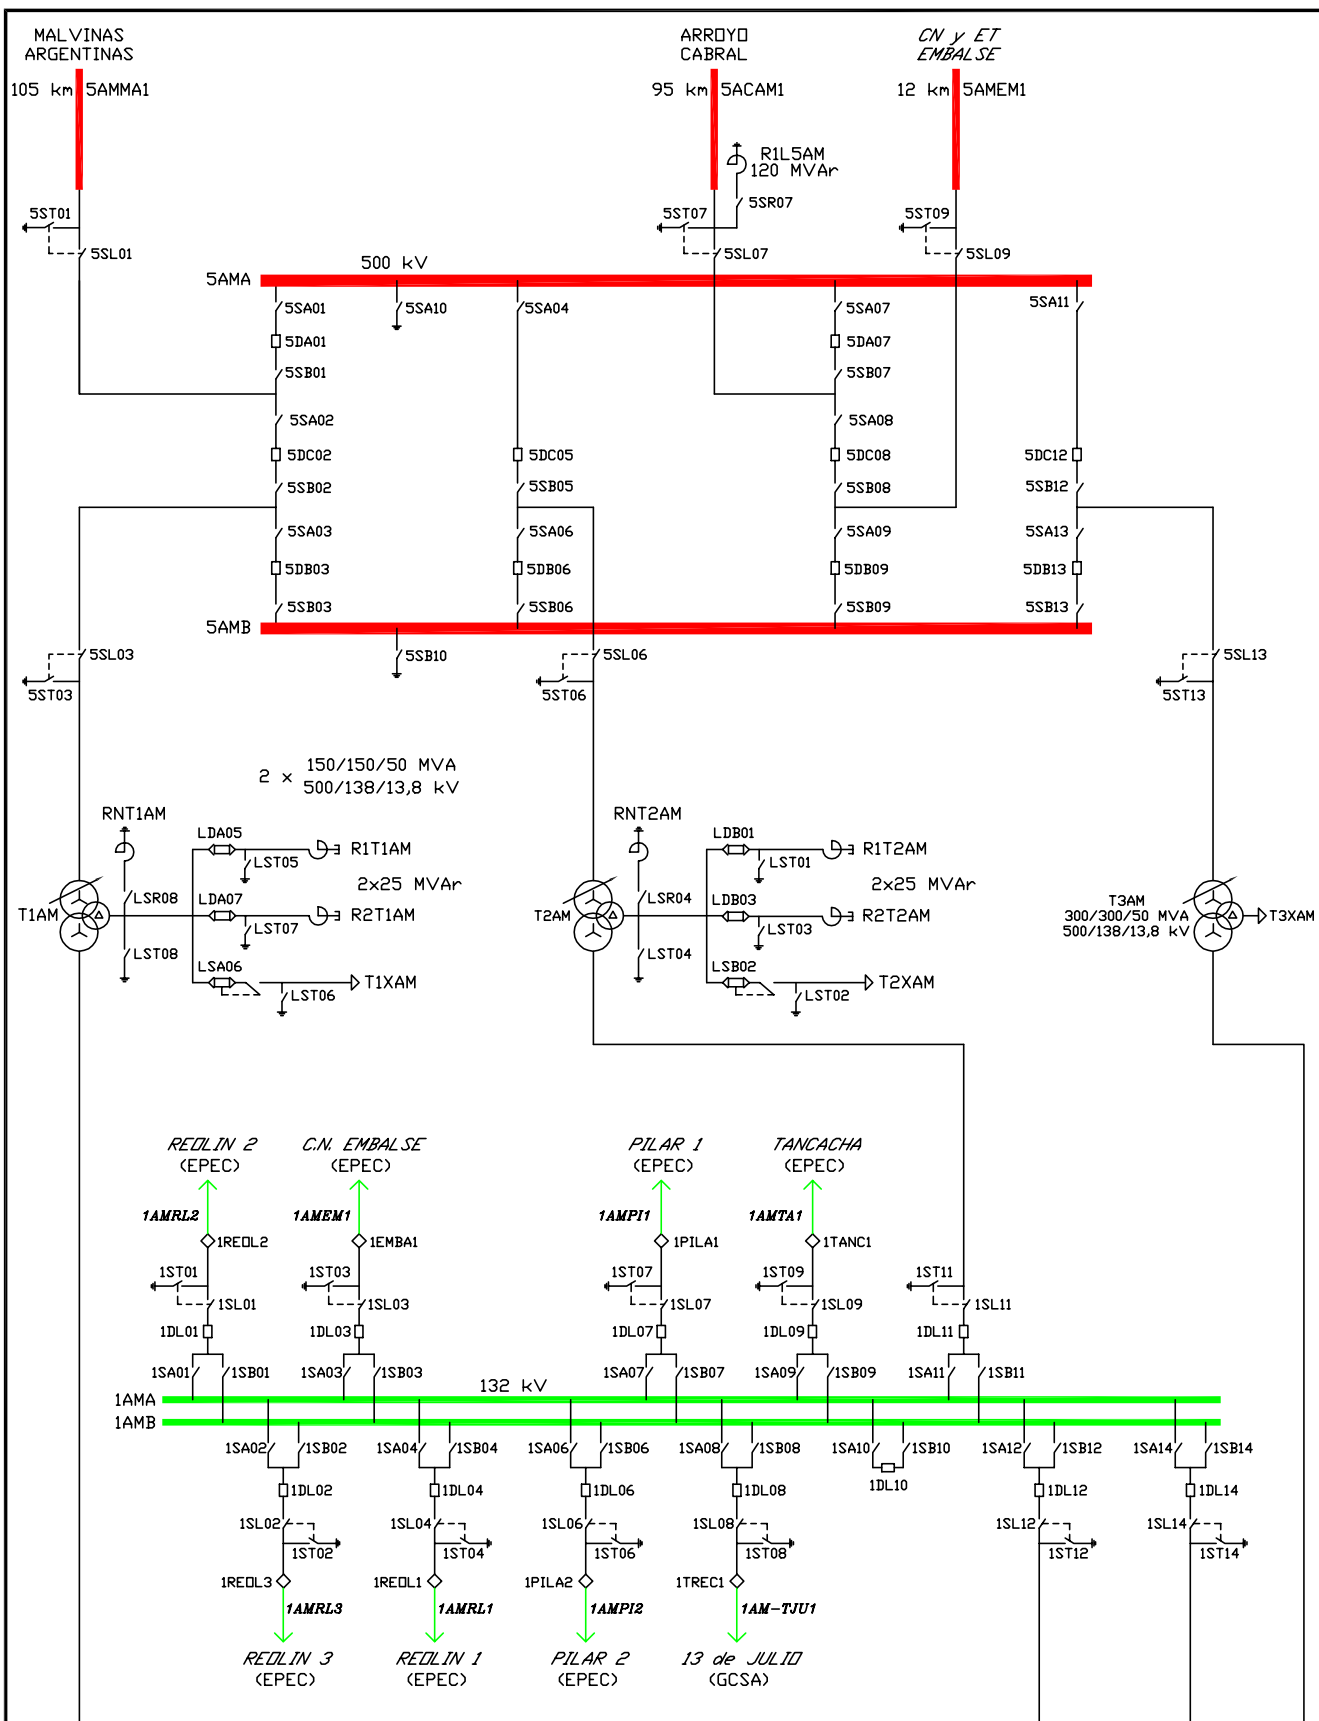 MALVINAS
ARGENTINAS
105 km 5AMMA1
ARROYO
CABRAL
95 km 5ACAM1
CN y ET
EMBALSE
12 km 5AMEM1
R1L5AM
120 MVAr
5SR07
5ST01
5SL01
5ST07
5SL07
5ST09
5SL09
500 kV
5AMA
5SA01
5SA10
5SA04
5SA07
5SA11
5DA01
5DA07
5SB01
5SB07
5SA02
5SA08
5DC02
5DC05
5DC08
5DC12
5SB02
5SB05
5SB08
5SB12
5SA03
5SA06
5SA09
5SA13
5DB03
5DB06
5DB09
5DB13
5SB03
5SB06
5SB09
5SB13
5AMB
5SL03
5SB10
5SL06
5SL13
5ST03
5ST06
5ST13
2 x 150/150/50 MVA
500/138/13,8 kV
RNT1AM
RNT2AM
LDA05
LST05
R1T1AM
LDB01
LST01
R1T2AM
2x25 MVAr
2x25 MVAr
T1AM
LSR08
LDA07
LST07
R2T1AM
T2AM
LSR04
LDB03
LST03
R2T2AM
T3AM
300/300/50 MVA
500/138/13,8 kV
T3XAM
LST08
LSA06
LST06
T1XAM
LST04
LSB02
LST02
T2XAM
REOLIN 2
(EPEC)
C.N. EMBALSE
(EPEC)
PILAR 1
(EPEC)
TANCACHA
(EPEC)
1AMRL2
1AMEM1
1AMPI1
1AMTA1
1REOL2
1EMBA1
1PILA1
1TANC1
1ST01
1ST03
1ST07
1ST09
1ST11
1SL01
1SL03
1SL07
1SL09
1SL11
1DL01
1DL03
1DL07
1DL09
1DL11
1SA01
1SB01
1SA03
1SB03
1SA07
1SB07
1SA09
1SB09
1SA11
1SB11
132 kV
1AMA
1AMB
1SA02
1SB02
1SA04
1SB04
1SA06
1SB06
1SA08
1SB08
1SA10
1SB10
1SA12
1SB12
1SA14
1SB14
1DL02
1DL04
1DL06
1DL08
1DL10
1DL12
1DL14
1SL02
1SL04
1SL06
1SL08
1SL12
1SL14
1ST02
1ST04
1ST06
1ST08
1ST12
1ST14
1REOL3
1REOL1
1PILA2
1TREC1
1AMRL3
1AMRL1
1AMPI2
1AM-TJU1
REOLIN 3
(EPEC)
REOLIN 1
(EPEC)
PILAR 2
(EPEC)
13 de JULIO
(GCSA)